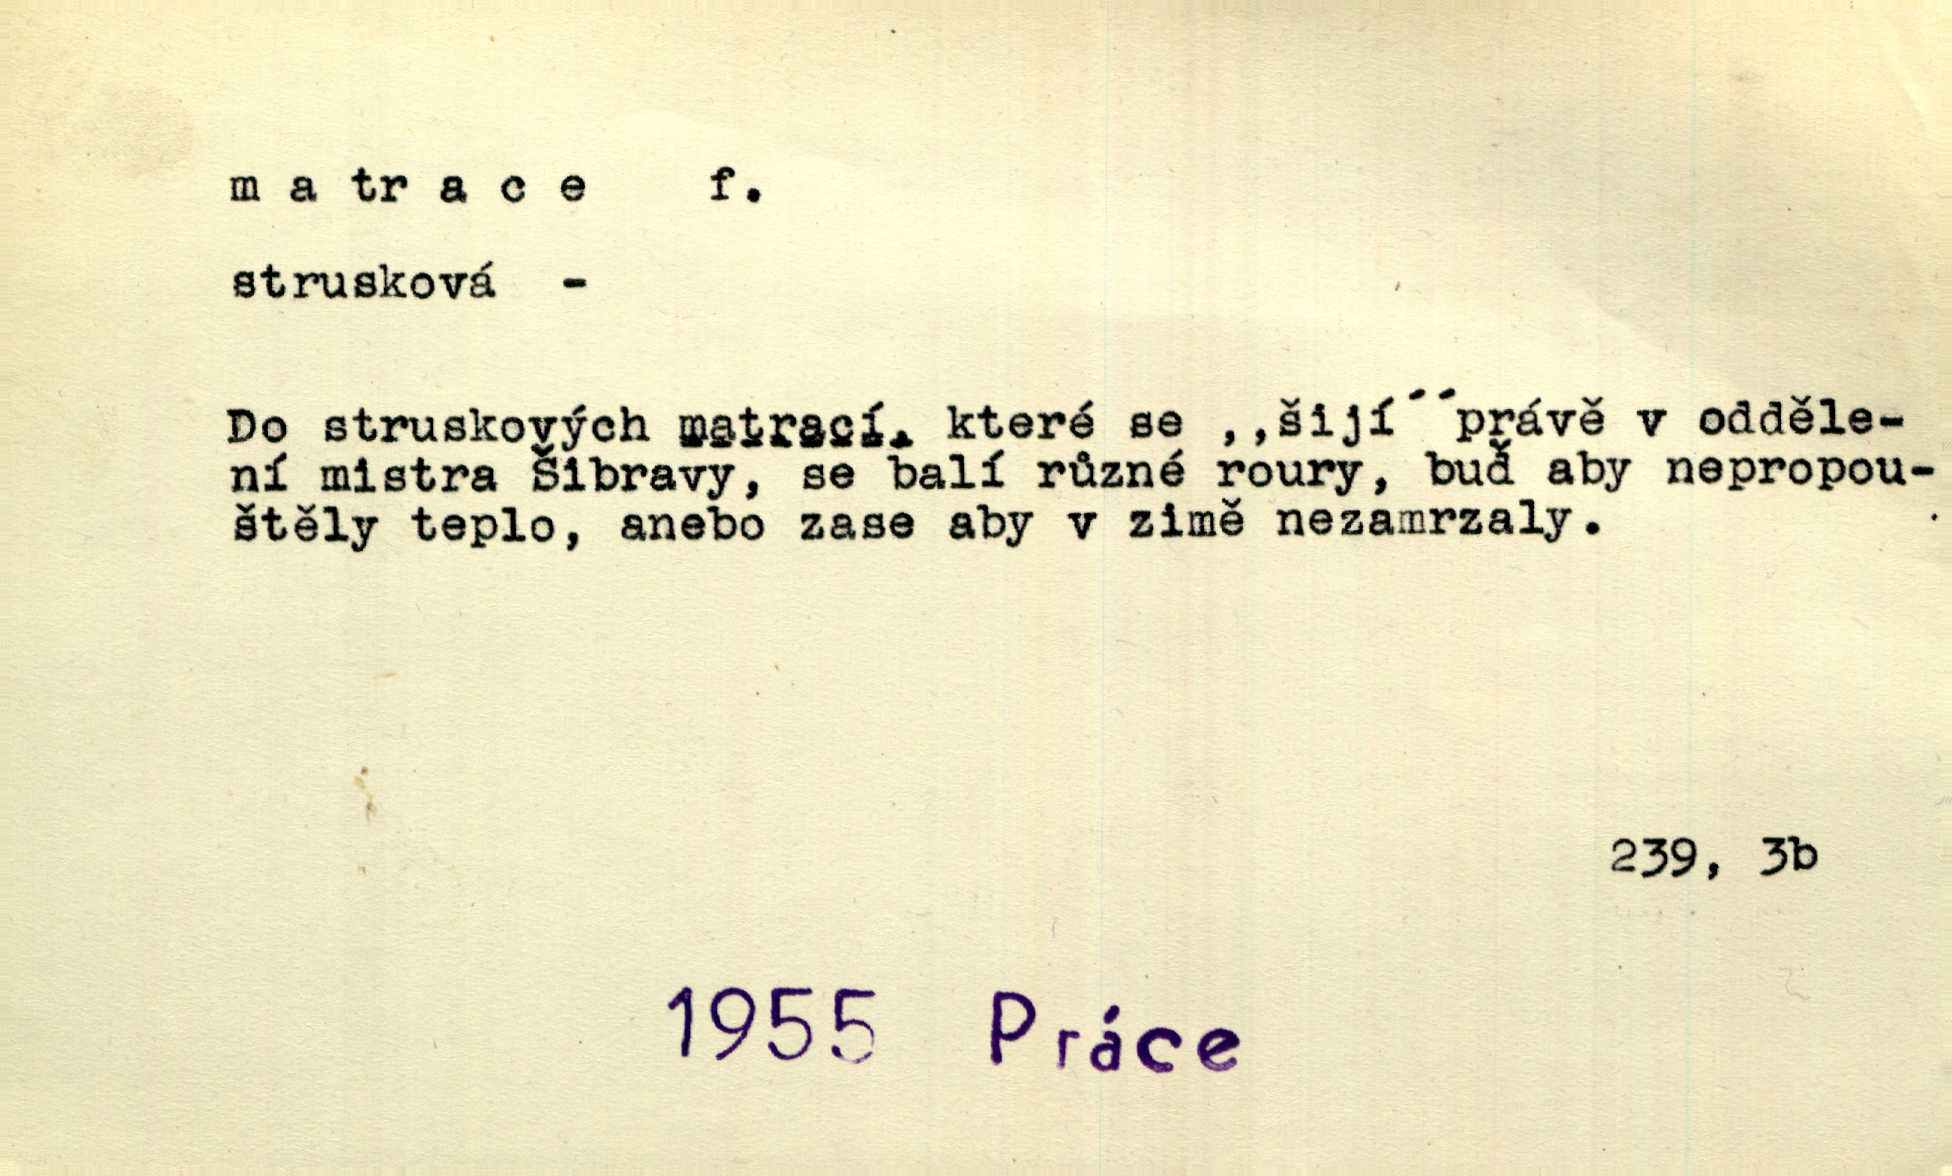 m a tr a c e f.
strusková -
Do struskových matrací, které se ,,šijí´´právě v odděle-
ní mistra Šibravy, se balí různé roury, buď aby nepropou-
štěly teplo, anebo zase aby v zimě nezamrzaly.
239, 3b
1955 Práce